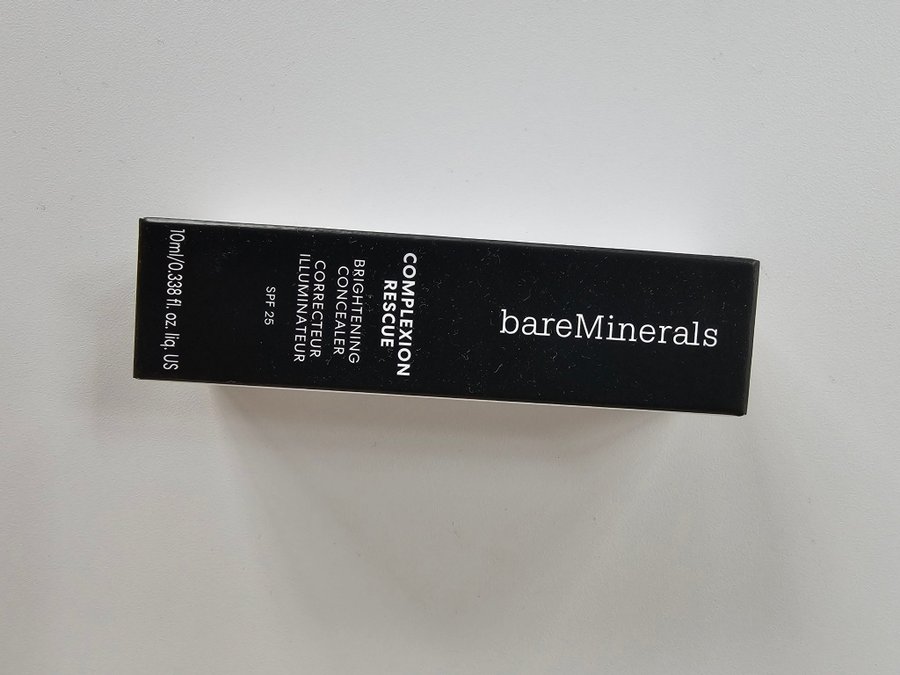 bareMinerals
COMPLEXION
RESCUE
BRIGHTENING
CONCEALER
CORRECTEUR
ILLUMINATEUR
SPF 25
10ml/0.338 fl. oz. liq. US